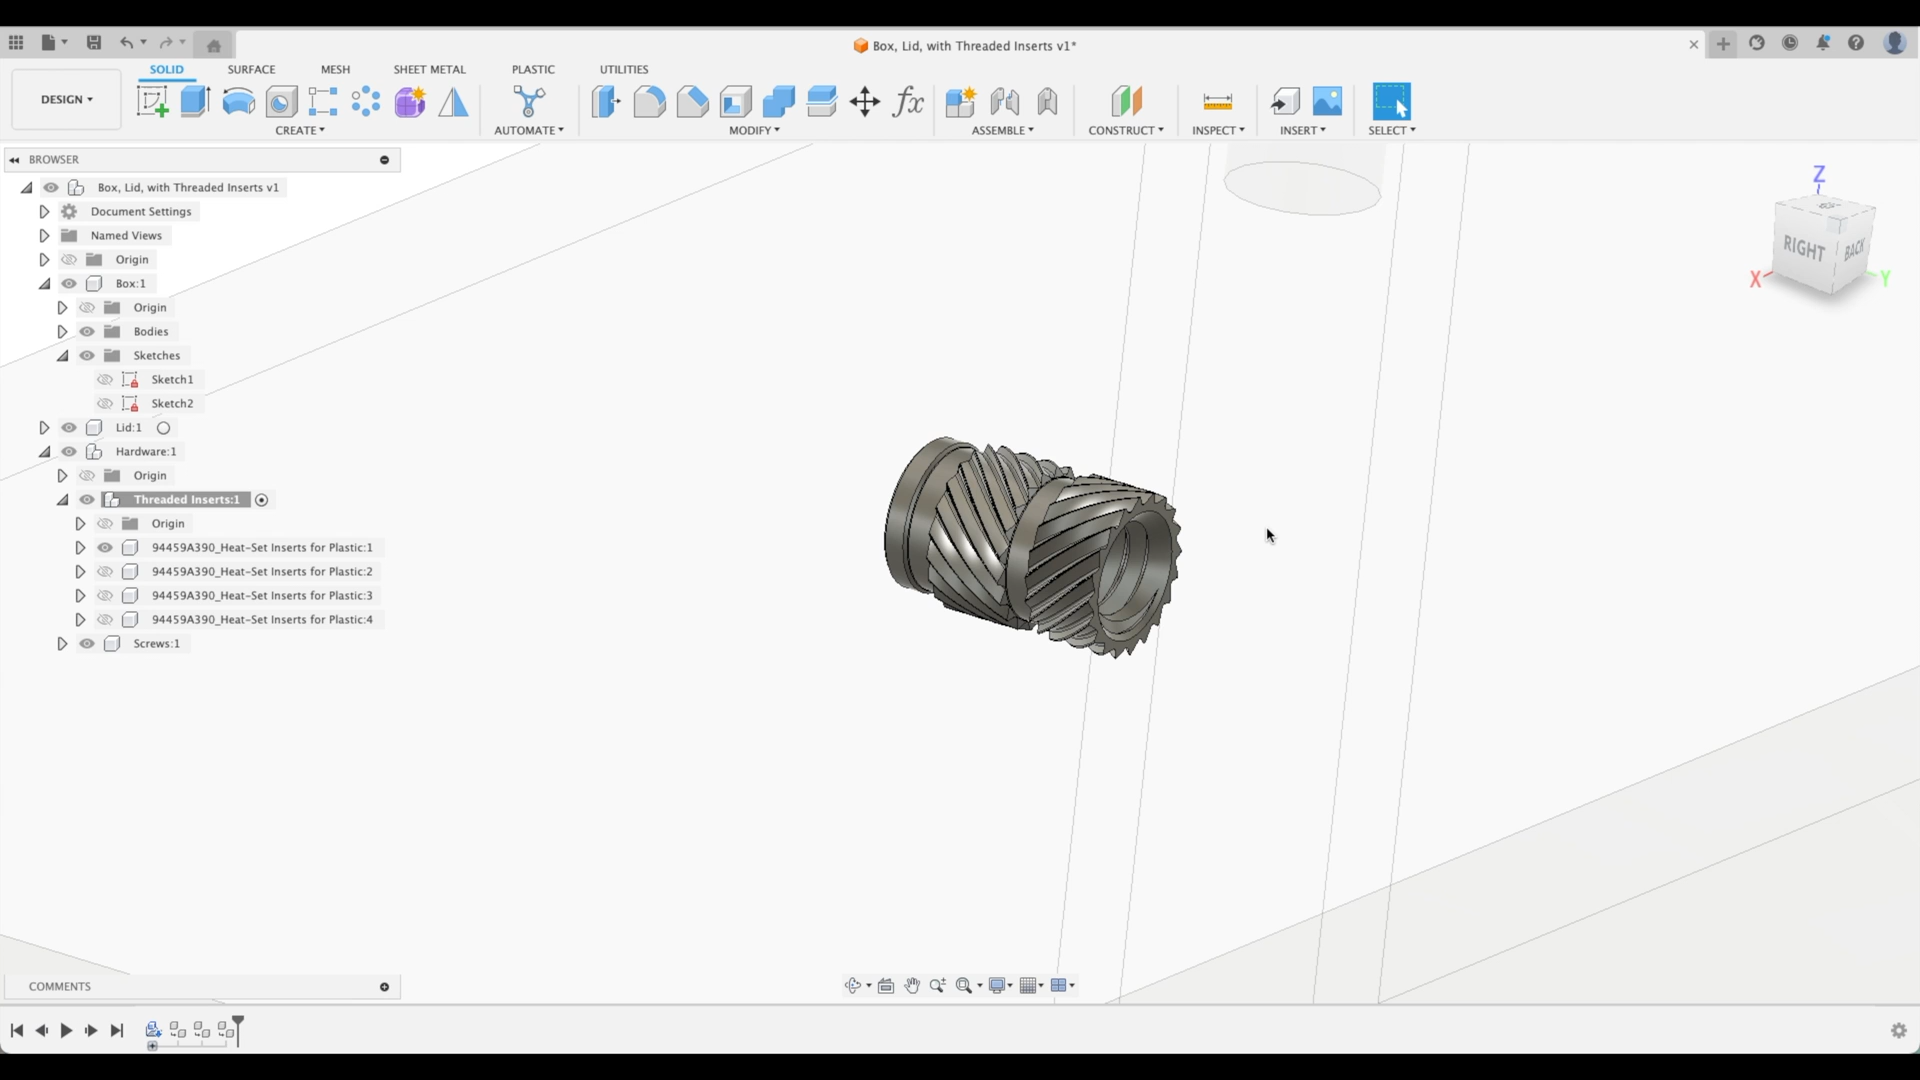 Box, Lid, with Threaded Inserts v1*
DESIGN
SOLID
SURFACE
MESH
SHEET METAL
PLASTIC
UTILITIES
fx
CREATE
AUTOMATE
MODIFY
ASSEMBLE
CONSTRUCT
INSPECT
INSERT
SELECT
BROWSER
Box, Lid, with Threaded Inserts v1
Document Settings
Named Views
Origin
Box:1
Origin
Bodies
Sketches
Sketch1
Sketch2
Lid:1
Hardware:1
Origin
Threaded Inserts:1
Origin
94459A390_Heat-Set Inserts for Plastic:1
94459A390_Heat-Set Inserts for Plastic:2
94459A390_Heat-Set Inserts for Plastic:3
94459A390_Heat-Set Inserts for Plastic:4
Screws:1
Z
RIGHT
BACK
X
Y
COMMENTS